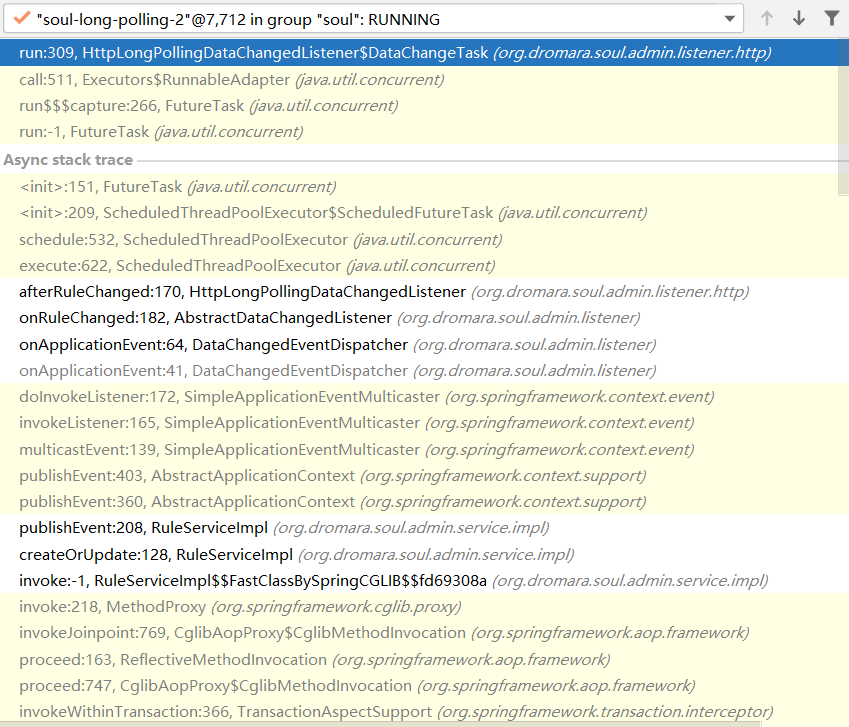 "soul-long-polling-2"@7,712 in group "soul": RUNNING
run:309, HttpLongPollingDataChangedListener$DataChangeTask (org.dromara.soul.admin.listener.http)
call:511, Executors$RunnableAdapter (java.util.concurrent)
run$$$capture:266, FutureTask (java.util.concurrent)
run:-1, FutureTask (java.util.concurrent)
Async stack trace
<init>:151, FutureTask (java.util.concurrent)
<init>:209, ScheduledThreadPoolExecutor$ScheduledFutureTask (java.util.concurrent)
schedule:532, ScheduledThreadPoolExecutor (java.util.concurrent)
execute:622, ScheduledThreadPoolExecutor (java.util.concurrent)
afterRuleChanged:170, HttpLongPollingDataChangedListener (org.dromara.soul.admin.listener.http)
onRuleChanged:182, AbstractDataChangedListener (org.dromara.soul.admin.listener)
onApplicationEvent:64, DataChangedEventDispatcher (org.dromara.soul.admin.listener)
onApplicationEvent:41, DataChangedEventDispatcher (org.dromara.soul.admin.listener)
doInvokeListener:172, SimpleApplicationEventMulticaster (org.springframework.context.event)
invokeListener:165, SimpleApplicationEventMulticaster (org.springframework.context.event)
multicastEvent:139, SimpleApplicationEventMulticaster (org.springframework.context.event)
publishEvent:403, AbstractApplicationContext (org.springframework.context.support)
publishEvent:360, AbstractApplicationContext (org.springframework.context.support)
publishEvent:208, RuleServiceImpl (org.dromara.soul.admin.service.impl)
createOrUpdate:128, RuleServiceImpl (org.dromara.soul.admin.service.impl)
invoke:-1, RuleServiceImpl$$FastClassBySpringCGLIB$$fd69308a (org.dromara.soul.admin.service.impl)
invoke:218, MethodProxy (org.springframework.cglib.proxy)
invokeJoinpoint:769, CglibAopProxy$CglibMethodInvocation (org.springframework.aop.framework)
proceed:163, ReflectiveMethodInvocation (org.springframework.aop.framework)
proceed:747, CglibAopProxy$CglibMethodInvocation (org.springframework.aop.framework)
invokeWithinTransaction:366, TransactionAspectSupport (org.springframework.transaction.interceptor)